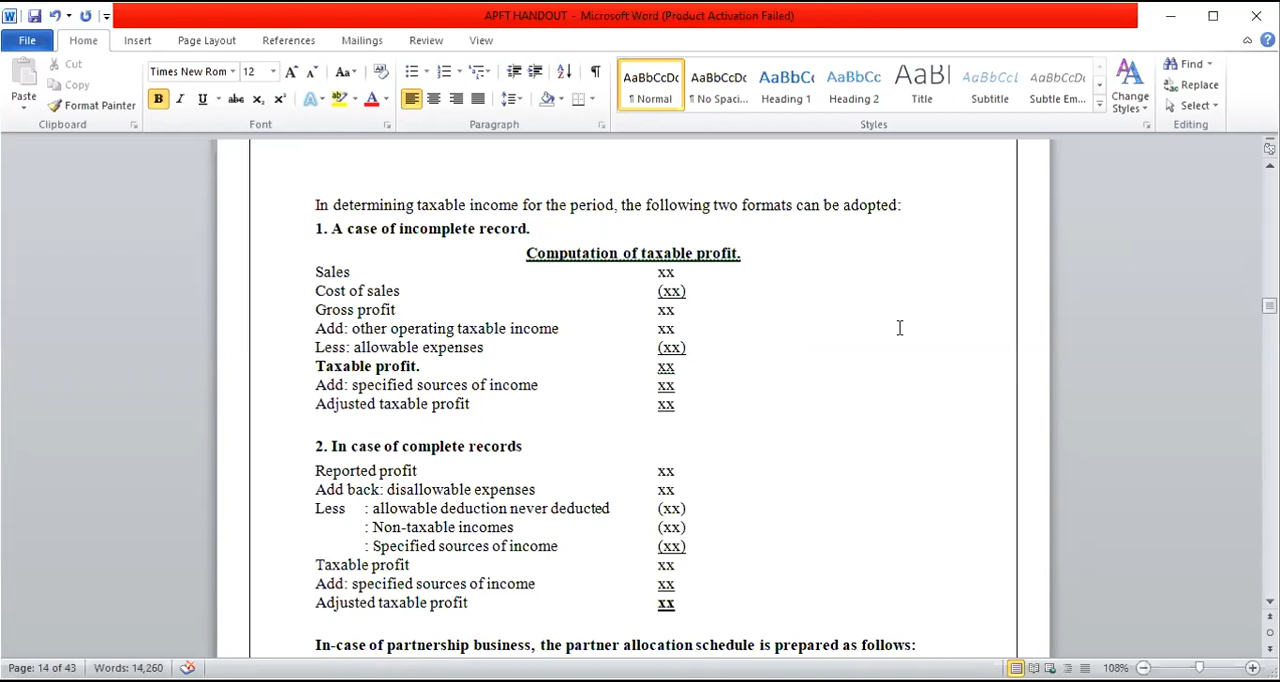 APFT HANDOUT - Microsoft Word (Product Activation Failed)
File Home Insert Page Layout References Mailings Review View
Paste
Cut
Copy
Format Painter
Clipboard
Times New Rom 12
Font
Paragraph
AaBbCcDc AaBbCcDc AaBbC AaBbCc AaBl AaBbCcl AaBbCcDc
¶ Normal ¶ No Spaci... Heading 1 Heading 2 Title Subtitle Subtle Em...
Styles
Change Styles
Find
Replace
Select
Editing
In determining taxable income for the period, the following two formats can be adopted:
1. A case of incomplete record.
Computation of taxable profit.
Sales xx
Cost of sales (xx)
Gross profit xx
Add: other operating taxable income xx
Less: allowable expenses (xx)
Taxable profit. xx
Add: specified sources of income xx
Adjusted taxable profit xx
2. In case of complete records
Reported profit xx
Add back: disallowable expenses xx
Less : allowable deduction never deducted (xx)
: Non-taxable incomes (xx)
: Specified sources of income (xx)
Taxable profit xx
Add: specified sources of income xx
Adjusted taxable profit xx
In-case of partnership business, the partner allocation schedule is prepared as follows:
Page: 14 of 43 Words: 14,260 108%